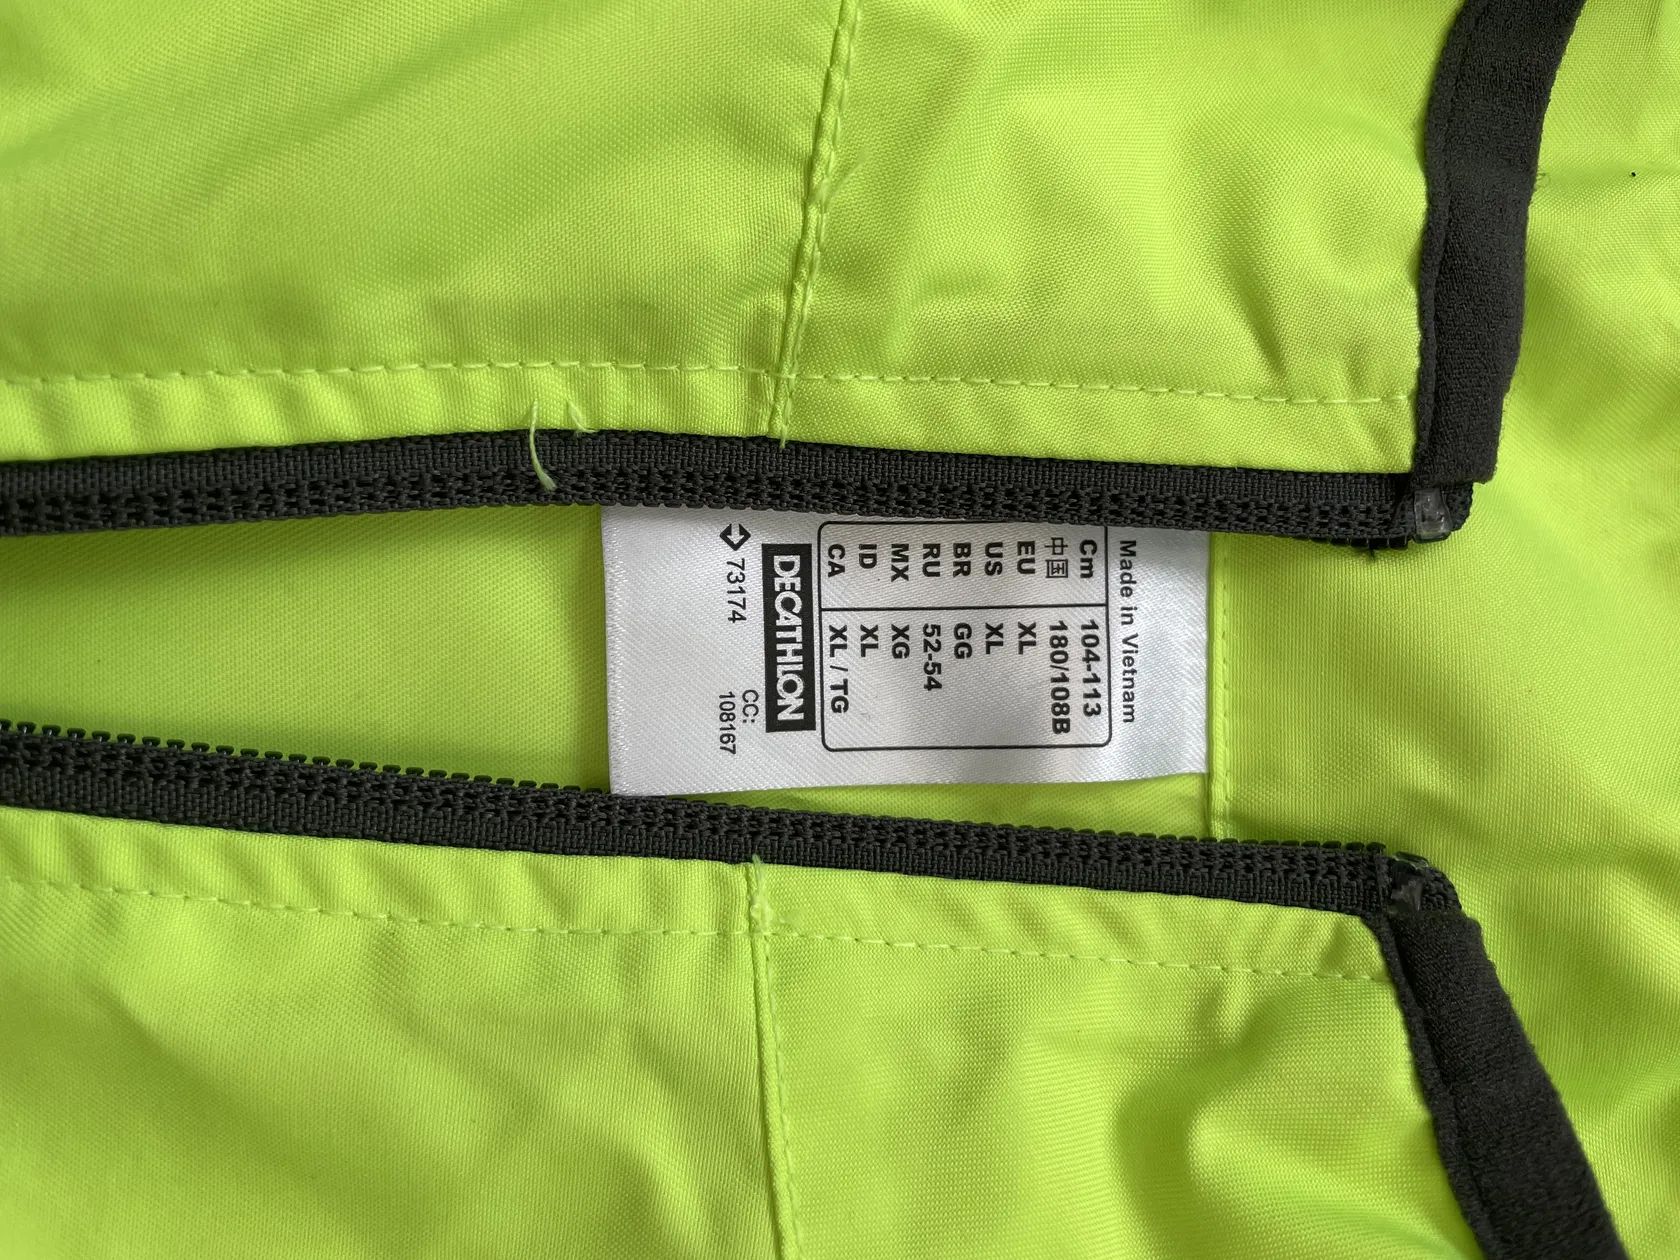 Made in Vietnam
Cm 104-113
中国 180/108B
EU XL
US XL
BR GG
RU 52-54
MX XG
ID XL
CA XL / TG
DECATHLON
73174 CC: 108167